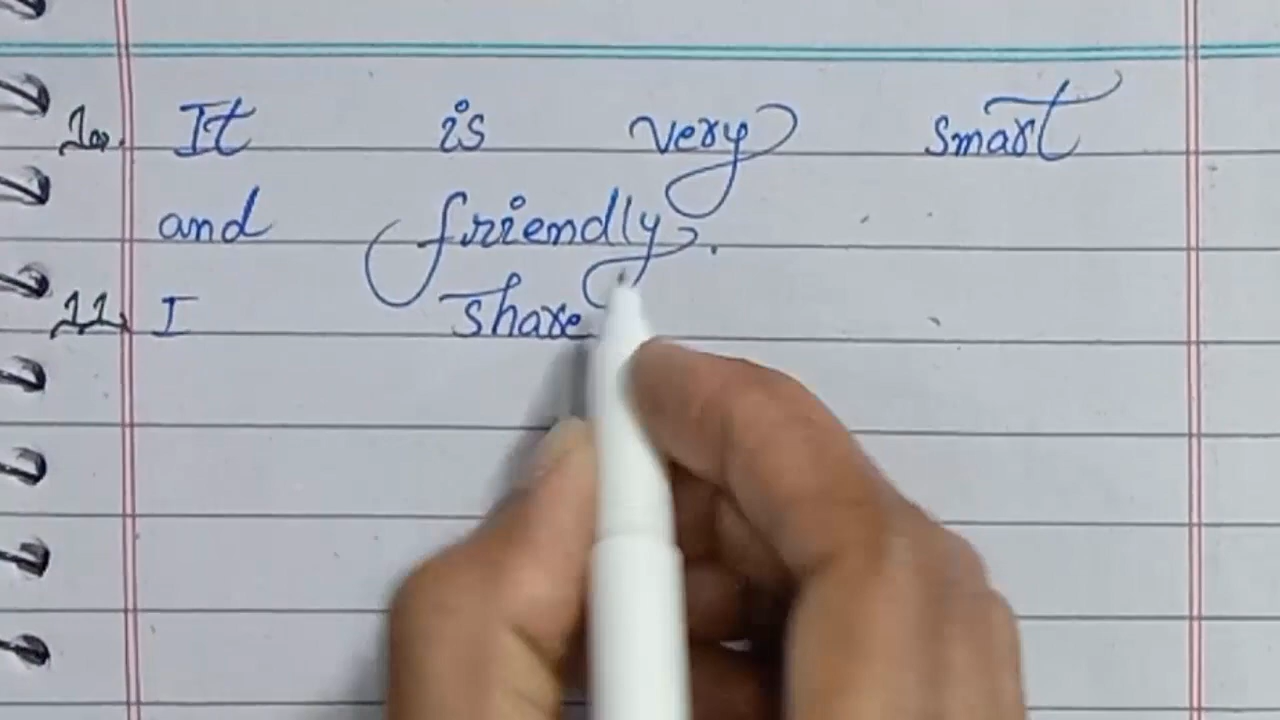 10. It is very smart
and friendly.
11. I share